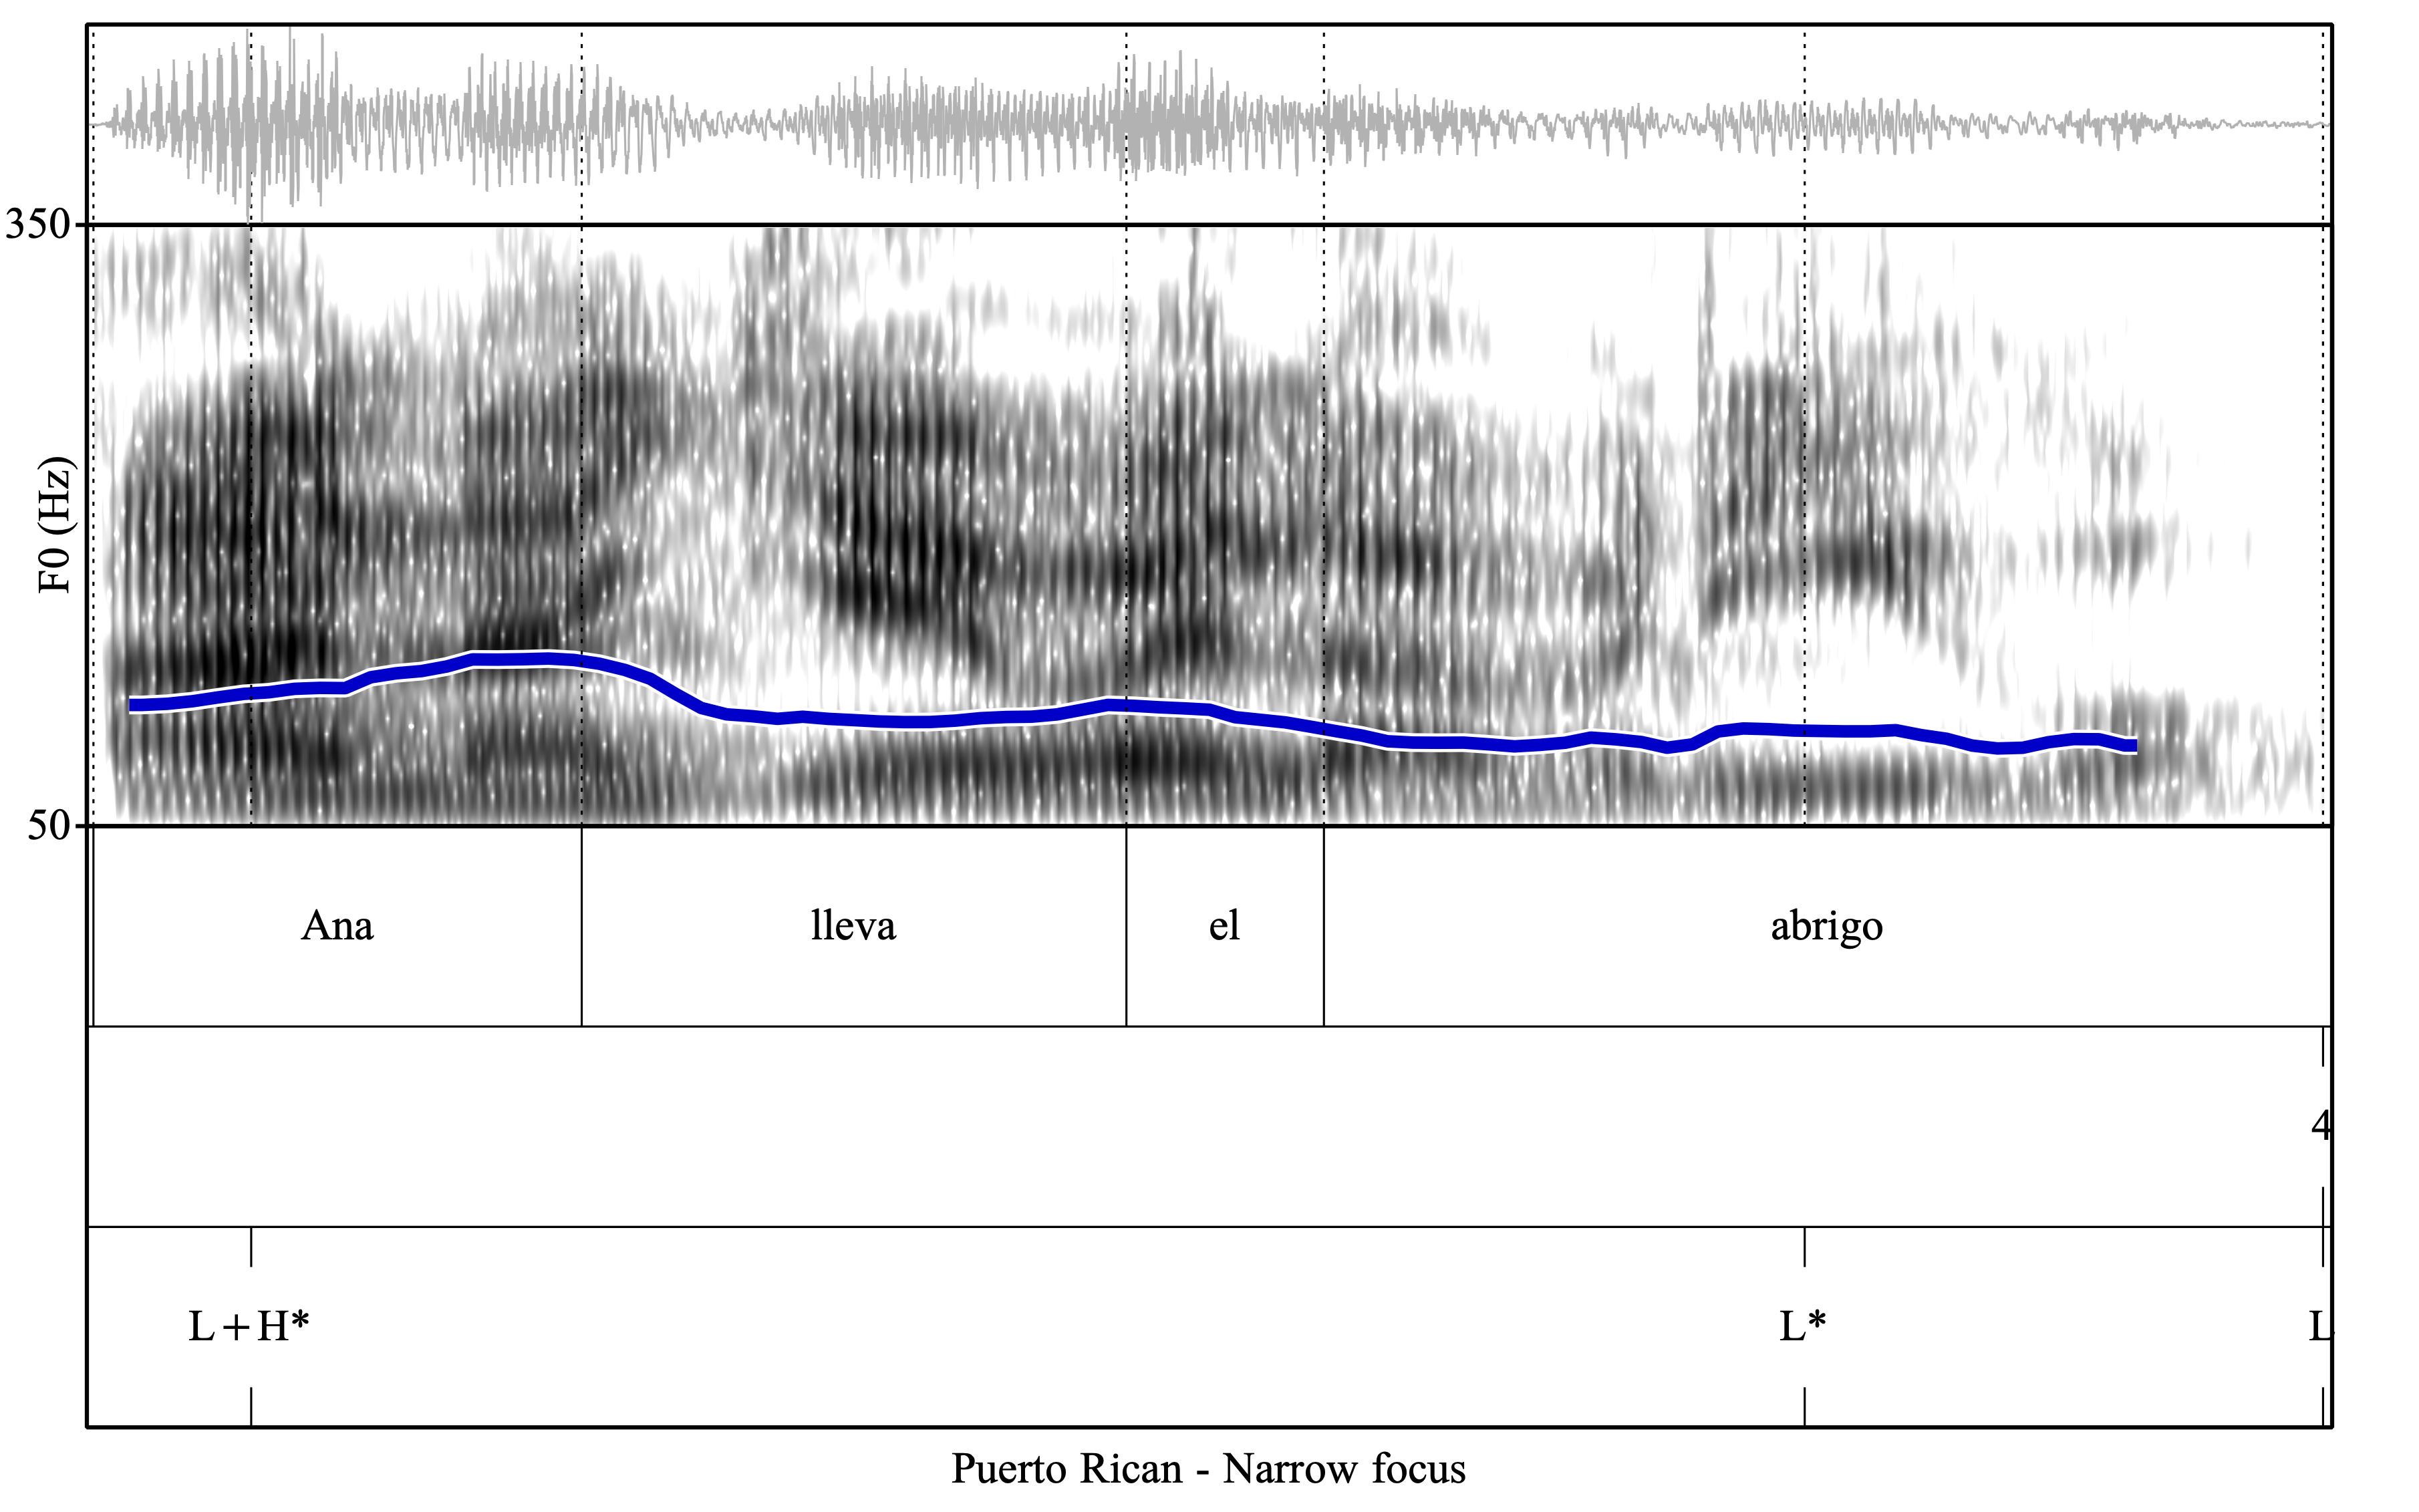 350
F0 (Hz)
50
Ana lleva el abrigo
4
L+H* L* L
Puerto Rican - Narrow focus